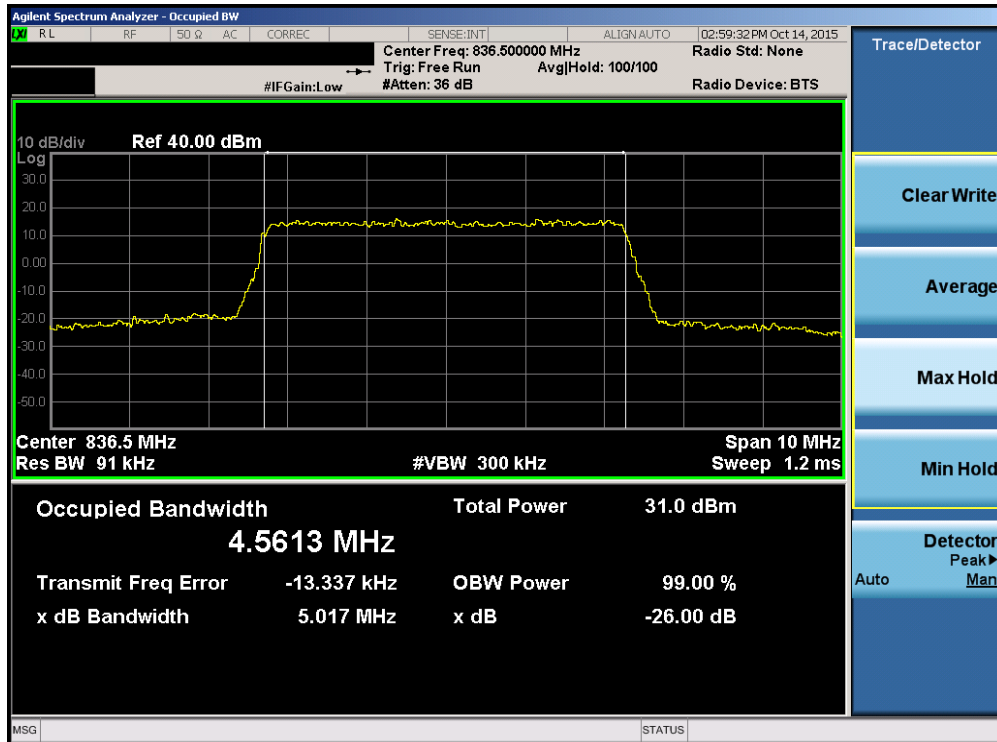 Agilent Spectrum Analyzer - Occupied BW
LXI RL RF 50 Ω AC CORREC SENSE:INT ALIGN AUTO 02:59:32 PM Oct 14, 2015
Center Freq: 836.500000 MHz Radio Std: None
Trig: Free Run Avg|Hold: 100/100
#IFGain:Low #Atten: 36 dB Radio Device: BTS
10 dB/div Ref 40.00 dBm
Log
30.0
20.0
10.0
0.00
-10.0
-20.0
-30.0
-40.0
-50.0
Center 836.5 MHz Span 10 MHz
Res BW 91 kHz #VBW 300 kHz Sweep 1.2 ms
Occupied Bandwidth Total Power 31.0 dBm
4.5613 MHz
Transmit Freq Error -13.337 kHz OBW Power 99.00 %
x dB Bandwidth 5.017 MHz x dB -26.00 dB
MSG STATUS
Trace/Detector
Clear Write
Average
Max Hold
Min Hold
Detector
Peak▶
Auto Man